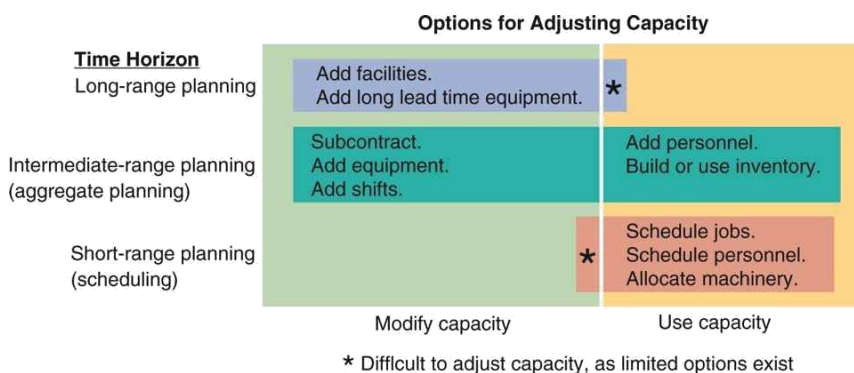 Options for Adjusting Capacity
Time Horizon
Long-range planning
Add facilities.
Add long lead time equipment.
*
Intermediate-range planning
(aggregate planning)
Subcontract.
Add equipment.
Add shifts.
Add personnel.
Build or use inventory.
Short-range planning
(scheduling)
*
Schedule jobs.
Schedule personnel.
Allocate machinery.
Modify capacity
Use capacity
* Difflcult to adjust capacity, as limited options exist